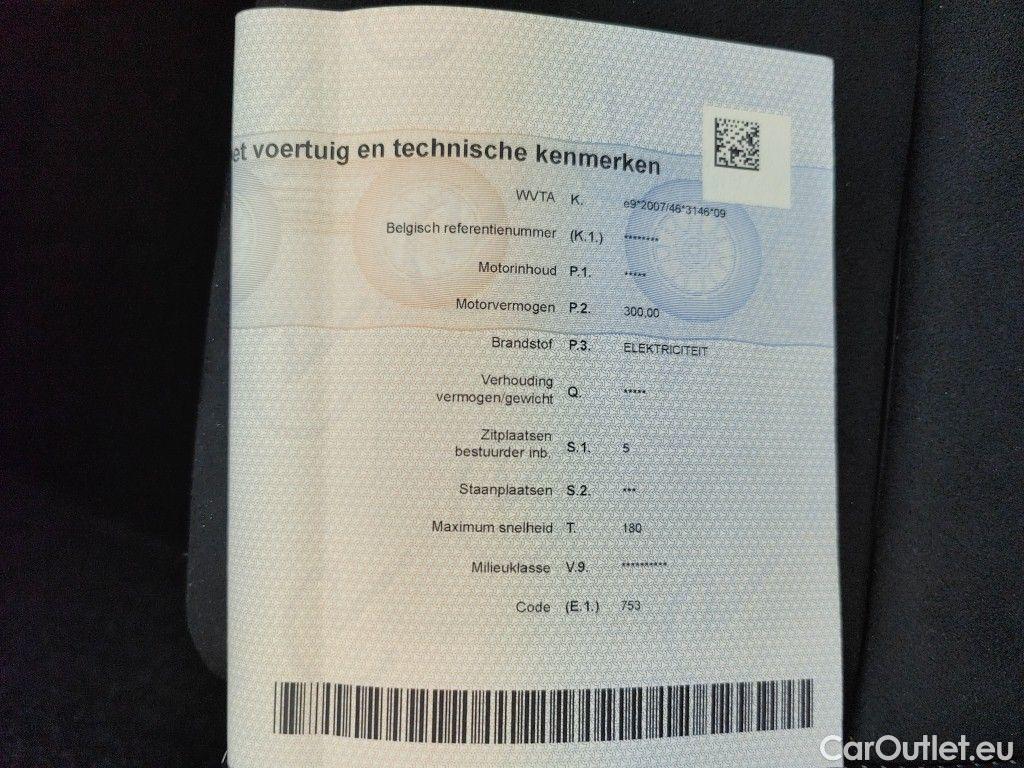 et voertuig en technische kenmerken
WVTA K. e9*2007/46*3146*09
Belgisch referentienummer (K.1.) ********
Motorinhoud P.1. *****
Motorvermogen P.2. 300,00
Brandstof P.3. ELEKTRICITEIT
Verhouding
vermogen/gewicht Q. *****
Zitplaatsen
bestuurder inb. S.1. 5
Staanplaatsen S.2. ***
Maximum snelheid T. 180
Milieuklasse V.9. **********
Code (E.1.) 753
CarOutlet.eu